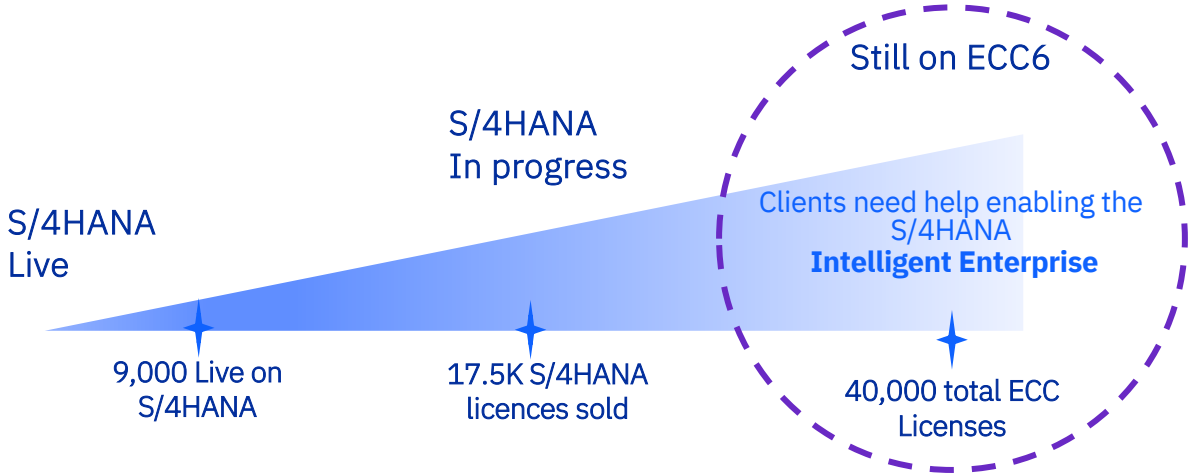 Still on ECC6
S/4HANA
In progress
S/4HANA
Live
Clients need help enabling the
S/4HANA
Intelligent Enterprise
9,000 Live on
S/4HANA
17.5K S/4HANA
licences sold
40,000 total ECC
Licenses